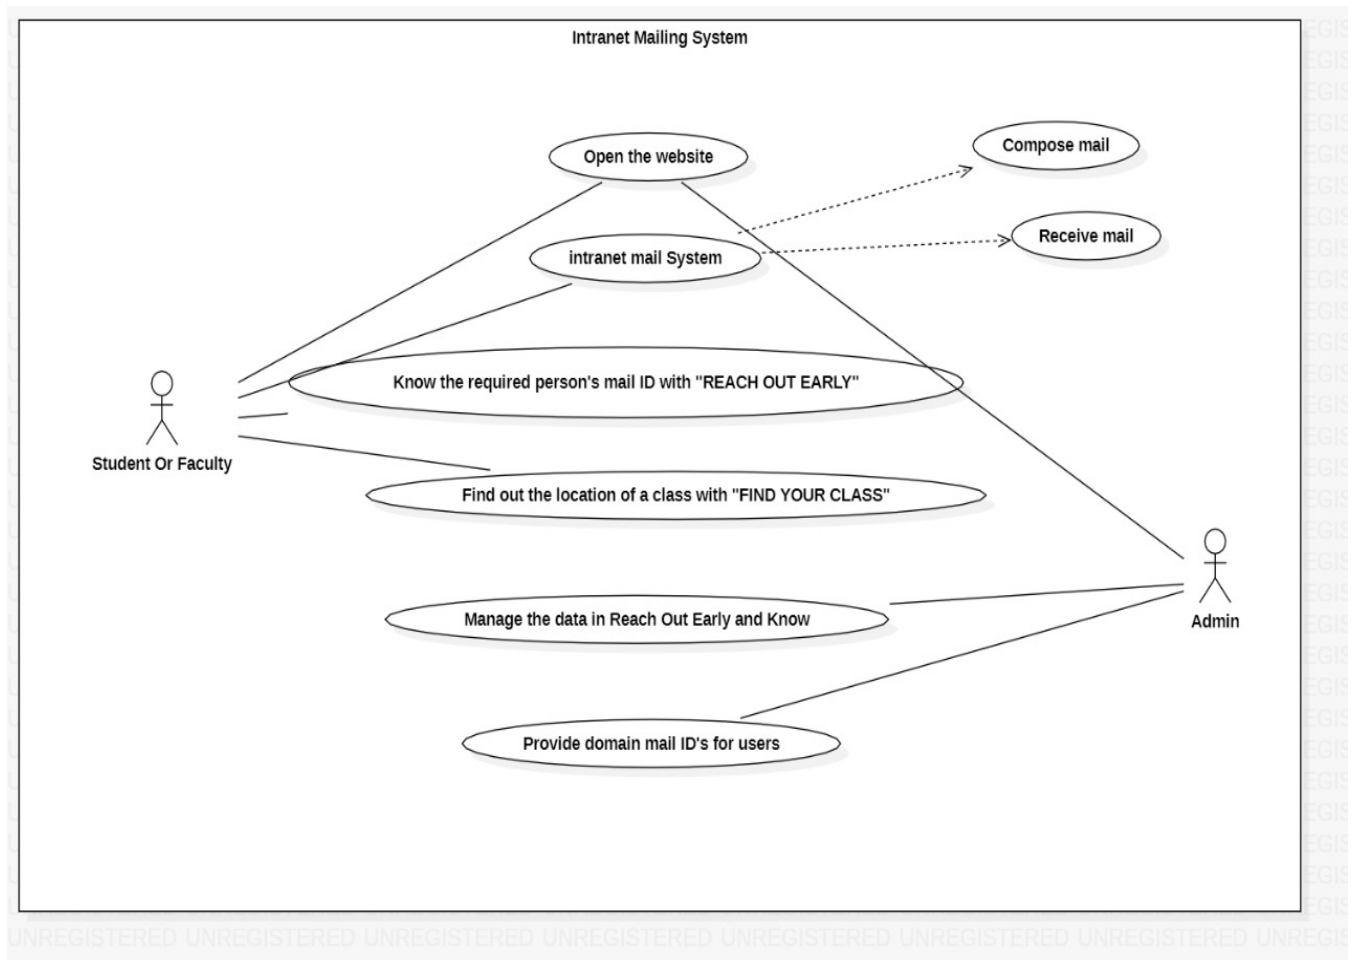 Intranet Mailing System
Open the website
Compose mail
intranet mail System
Receive mail
Know the required person's mail ID with "REACH OUT EARLY"
Student Or Faculty
Find out the location of a class with "FIND YOUR CLASS"
Manage the data in Reach Out Early and Know
Admin
Provide domain mail ID's for users
UNREGISTERED UNREGISTERED UNREGISTERED UNREGISTERED UNREGISTERED UNREGISTERED UNREGISTERED UNREGIS